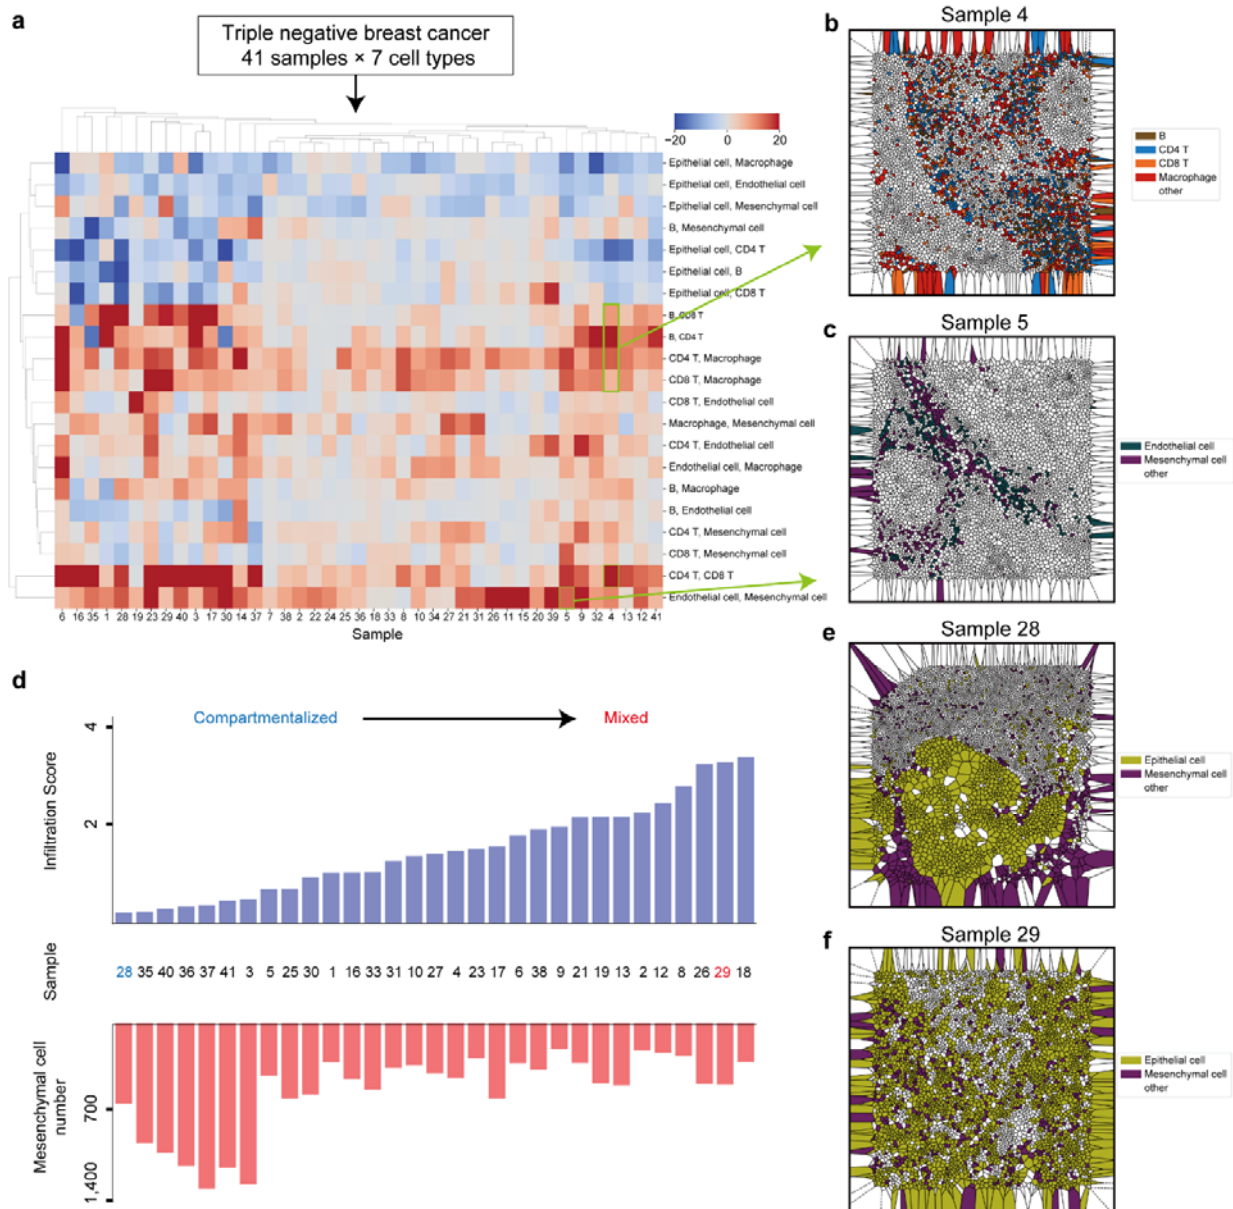 a
Triple negative breast cancer
41 samples × 7 cell types
−20 0 20
Epithelial cell, Macrophage
Epithelial cell, Endothelial cell
Epithelial cell, Mesenchymal cell
B, Mesenchymal cell
Epithelial cell, CD4 T
Epithelial cell, B
Epithelial cell, CD8 T
B, CD8 T
B, CD4 T
CD4 T, Macrophage
CD8 T, Macrophage
CD8 T, Endothelial cell
Macrophage, Mesenchymal cell
CD4 T, Endothelial cell
Endothelial cell, Macrophage
B, Macrophage
B, Endothelial cell
CD4 T, Mesenchymal cell
CD8 T, Mesenchymal cell
CD4 T, CD8 T
Endothelial cell, Mesenchymal cell
6 16 35 1 28 19 23 29 40 3 17 30 14 37 7 38 2 22 24 25 36 18 33 8 10 34 27 21 31 26 11 15 20 39 5 9 32 4 13 12 41
Sample
b
Sample 4
B
CD4 T
CD8 T
Macrophage
other
c
Sample 5
Endothelial cell
Mesenchymal cell
other
d
Compartmentalized
Mixed
Infiltration Score
4
2
Sample
28 35 40 36 37 41 3 5 25 30 1 16 33 31 10 27 4 23 17 6 38 9 21 19 13 2 12 8 26 29 18
Mesenchymal cell
number
700
1,400
e
Sample 28
Epithelial cell
Mesenchymal cell
other
f
Sample 29
Epithelial cell
Mesenchymal cell
other